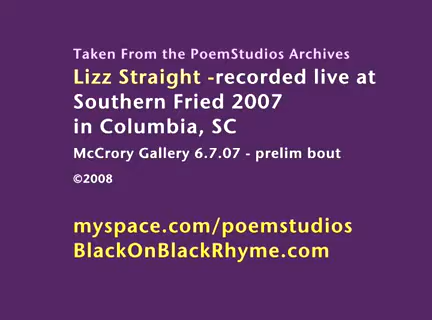 Taken From the PoemStudios Archives
Lizz Straight -recorded live at
Southern Fried 2007
in Columbia, SC
McCrory Gallery 6.7.07 - prelim bout
©2008
myspace.com/poemstudios
BlackOnBlackRhyme.com